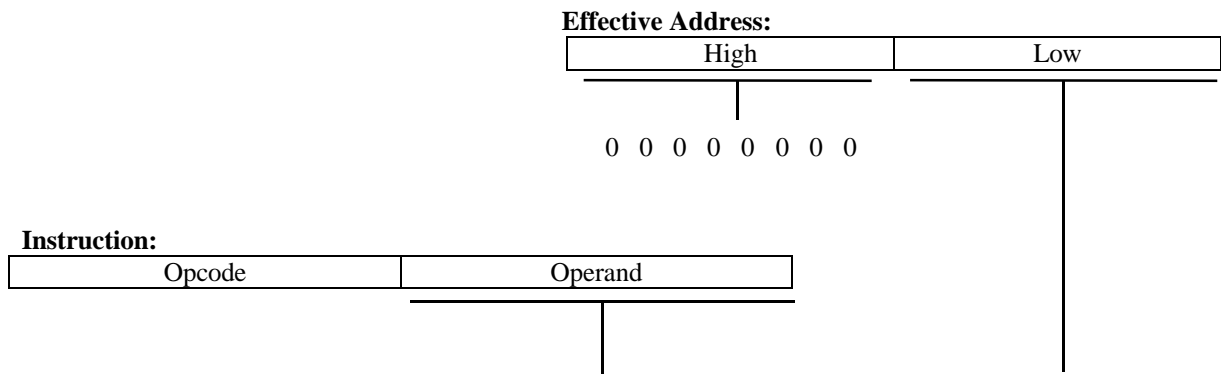 Effective Address:
High Low
0 0 0 0 0 0 0 0
Instruction:
Opcode Operand